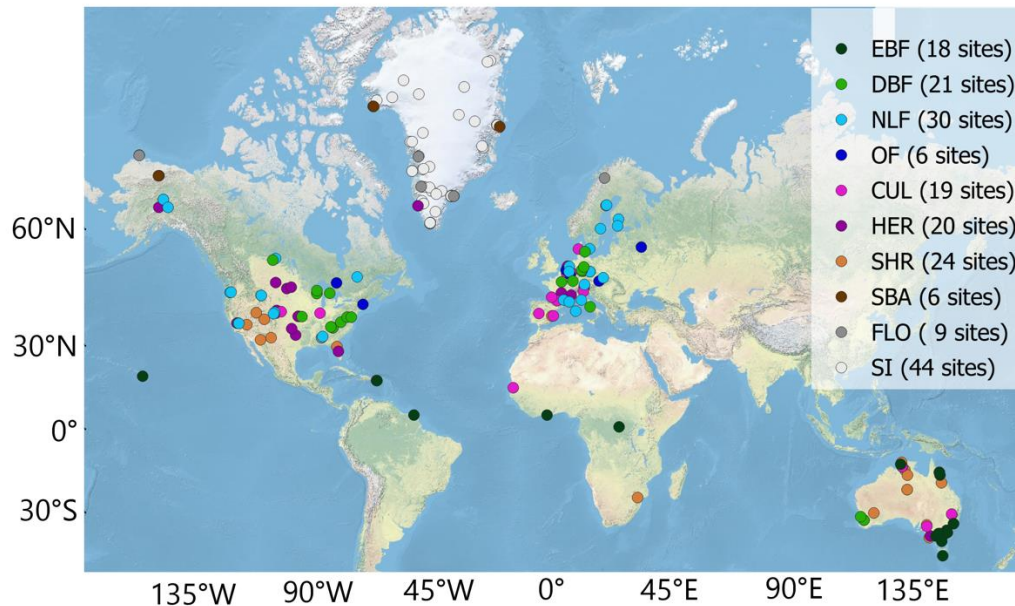 EBF (18 sites)
DBF (21 sites)
NLF (30 sites)
OF (6 sites)
CUL (19 sites)
HER (20 sites)
SHR (24 sites)
SBA (6 sites)
FLO ( 9 sites)
SI (44 sites)
60°N
30°N
0°
30°S
135°W 90°W 45°W 0° 45°E 90°E 135°E